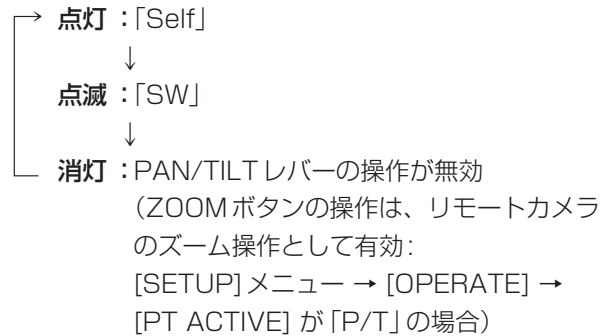 点灯：「Self」
↓
点滅：「SW」
↓
消灯：PAN/TILTレバーの操作が無効
（ZOOMボタンの操作は、リモートカメラ
のズーム操作として有効：
[SETUP]メニュー → [OPERATE] →
[PT ACTIVE] が「P/T」の場合）